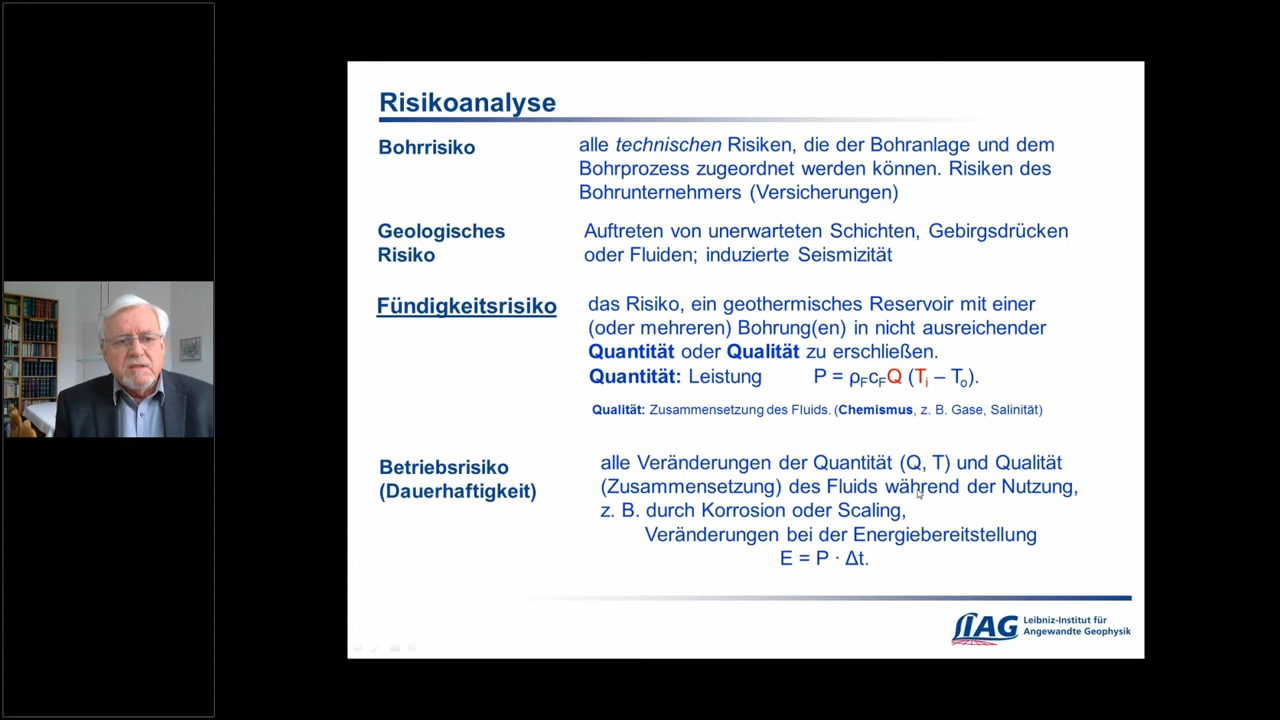 Risikoanalyse
Bohrrisiko
alle technischen Risiken, die der Bohranlage und dem
Bohrprozess zugeordnet werden können. Risiken des
Bohrunternehmers (Versicherungen)
Geologisches
Risiko
Auftreten von unerwarteten Schichten, Gebirgsdrücken
oder Fluiden; induzierte Seismizität
Fündigkeitsrisiko
das Risiko, ein geothermisches Reservoir mit einer
(oder mehreren) Bohrung(en) in nicht ausreichender
Quantität oder Qualität zu erschließen.
Quantität: Leistung P = ρFcFQ (Ti – To).
Qualität: Zusammensetzung des Fluids. (Chemismus, z. B. Gase, Salinität)
Betriebsrisiko
(Dauerhaftigkeit)
alle Veränderungen der Quantität (Q, T) und Qualität
(Zusammensetzung) des Fluids während der Nutzung,
z. B. durch Korrosion oder Scaling,
Veränderungen bei der Energiebereitstellung
E = P · Δt.
LIAG
Leibniz-Institut für
Angewandte Geophysik